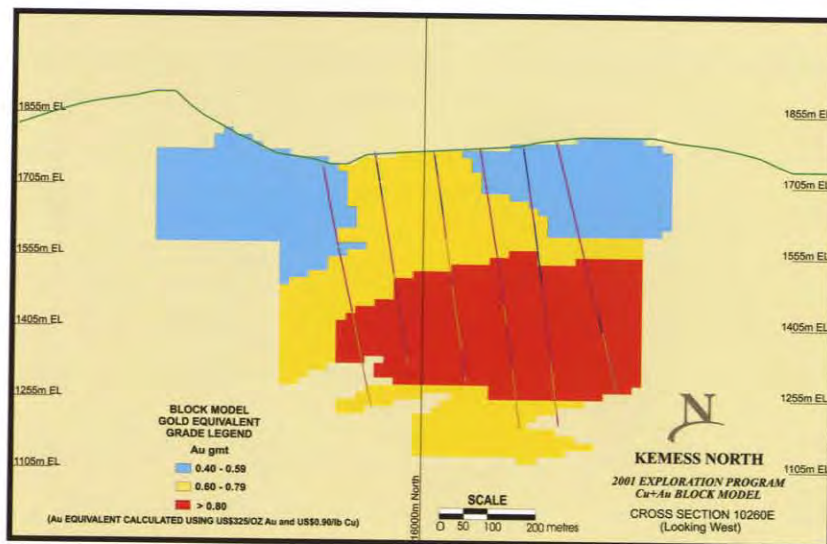 1855m EL
1855m EL
1705m EL
1705m EL
1555m EL
1555m EL
1405m EL
1405m EL
1255m EL
1255m EL
1105m EL
1105m EL
BLOCK MODEL
GOLD EQUIVALENT
GRADE LEGEND
Au gmt
0.40 - 0.59
0.60 - 0.79
> 0.80
(Au EQUIVALENT CALCULATED USING US$325/OZ Au and US$0.90/lb Cu)
16000m North
SCALE
0 50 100 200 metres
N
KEMESS NORTH
2001 EXPLORATION PROGRAM
Cu+Au BLOCK MODEL
CROSS SECTION 10260E
(Looking West)